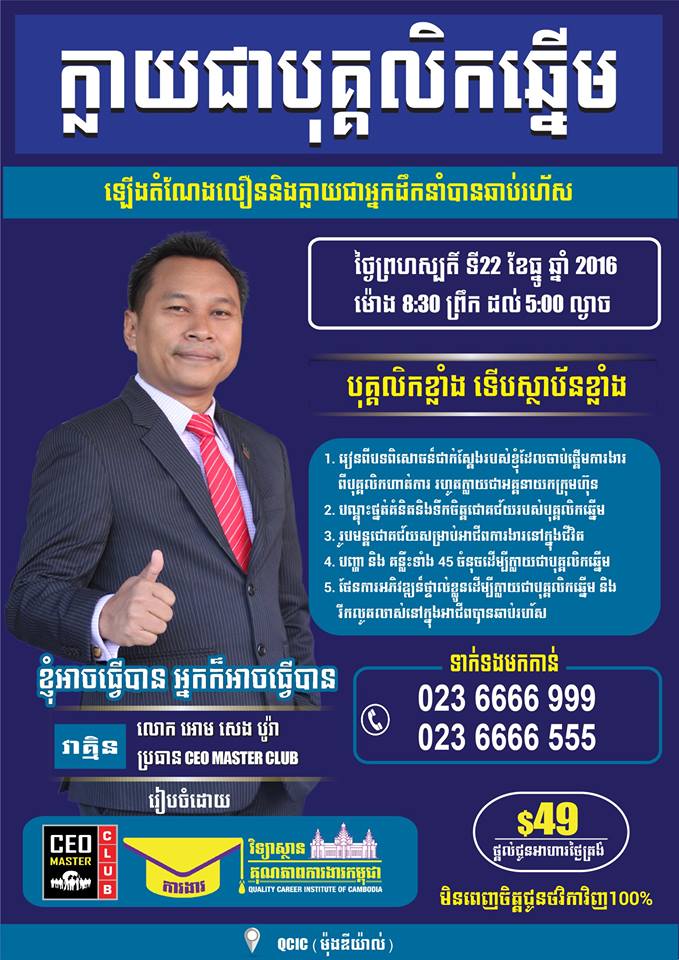 ក្លាយជាបុគ្គលិកឆ្នើម
ឡើងតំណែងលឿននិងក្លាយជាអ្នកដឹកនាំបានឆាប់រហ័ស
ថ្ងៃព្រហស្បតិ៍ ទី22 ខែធ្នូ ឆ្នាំ 2016
ម៉ោង 8:30 ព្រឹក ដល់ 5:00 ល្ងាច
បុគ្គលិកខ្លាំង ទើបស្ថាប័នខ្លាំង
1. រៀនពីបទពិសោធន៍ជាក់ស្តែងរបស់ខ្ញុំដែលចាប់ផ្តើមការងារ
ពីបុគ្គលិកហាត់ការ រហូតក្លាយជាអគ្គនាយកក្រុមហ៊ុន
2. បណ្តុះផ្នត់គំនិតនិងទឹកចិត្តជោគជ័យរបស់បុគ្គលិកឆ្នើម
3. រូបមន្តជោគជ័យសម្រាប់អាជីពការងារនៅក្នុងជីវិត
4. បញ្ហា និង គន្លឹះទាំង 45 ចំនុចដើម្បីក្លាយជាបុគ្គលិកឆ្នើម
5. ផែនការអភិវឌ្ឍន៍ផ្ទាល់ខ្លួនដើម្បីក្លាយជាបុគ្គលិកឆ្នើម និង
រីកលូតលាស់នៅក្នុងអាជីពបានឆាប់រហ័ស
ខ្ញុំអាចធ្វើបាន អ្នកក៏អាចធ្វើបាន
វាគ្មិន
លោក អោម សេង បូរ៉ា
ប្រធាន CEO MASTER CLUB
ទាក់ទងមកកាន់
023 6666 999
023 6666 555
រៀបចំដោយ
CEO
MASTER
CLUB
ការងារ
វិទ្យាស្ថាន
គុណភាពការងារកម្ពុជា
QUALITY CAREER INSTITUTE OF CAMBODIA
$49
ផ្តល់ជូនអាហារថ្ងៃត្រង់
មិនពេញចិត្តជូនថវិកាវិញ100%
QCIC ( ម៉ុងឌីយ៉ាល់ )